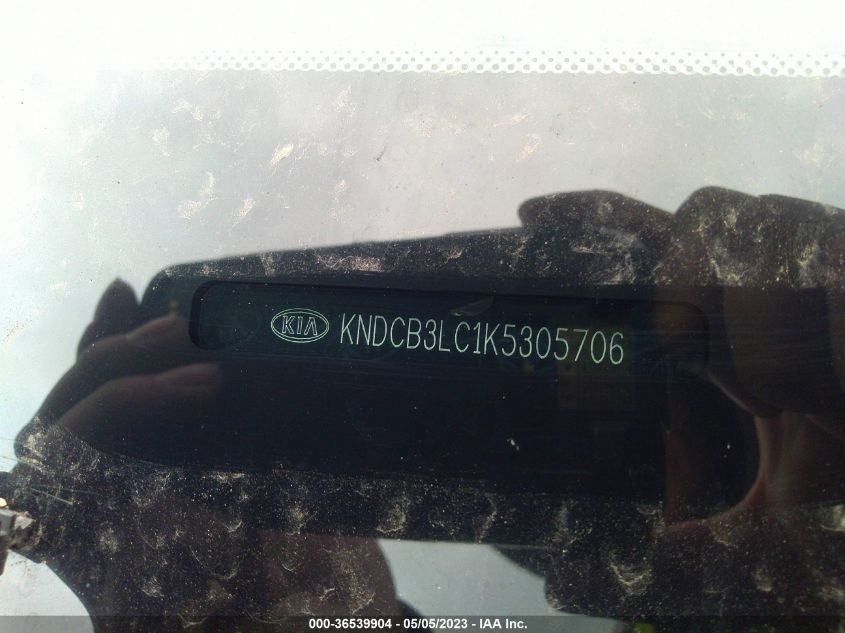 KIA KNDCB3LC1K5305706
000-36539904 - 05/05/2023 - IAA Inc.